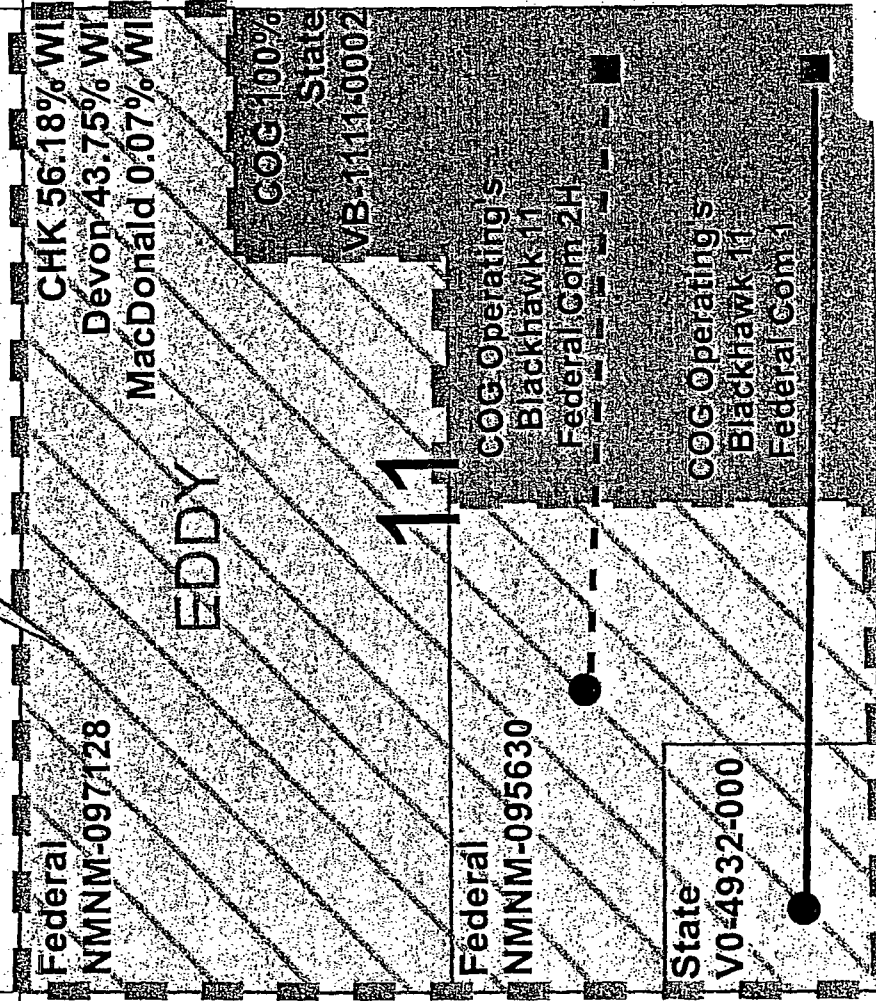 Federal
NMNM-097128
CHK 56.18% WI
Devon 43.75% WI
MacDonald 0.07% WI
EDDY
COG 100%
State
VB-1111-0002
11
Federal
NMNM-095630
COG Operating's
Blackhawk 11
Federal Com 2H
State
V0-4932-000
COG Operating's
Blackhawk 11
Federal Com 1